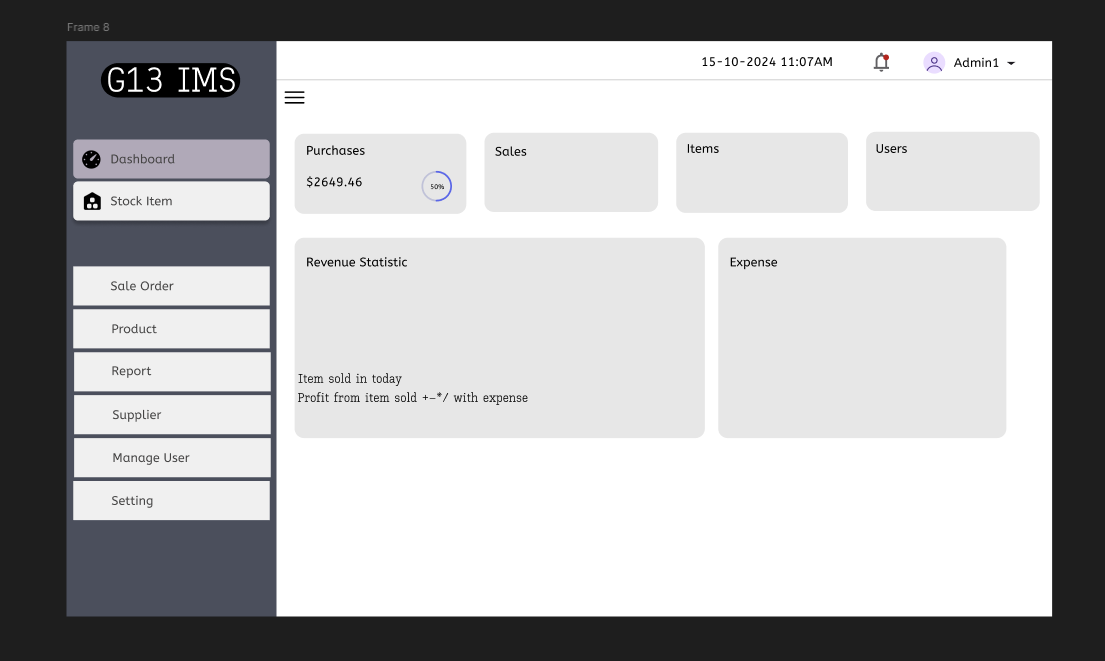 Frame 8
G13 IMS
15-10-2024 11:07AM
Admin1
Dashboard
Stock Item
Sale Order
Product
Report
Supplier
Manage User
Setting
Purchases
$2649.46
50%
Sales
Items
Users
Revenue Statistic
Item sold in today
Profit from item sold +-*/ with expense
Expense